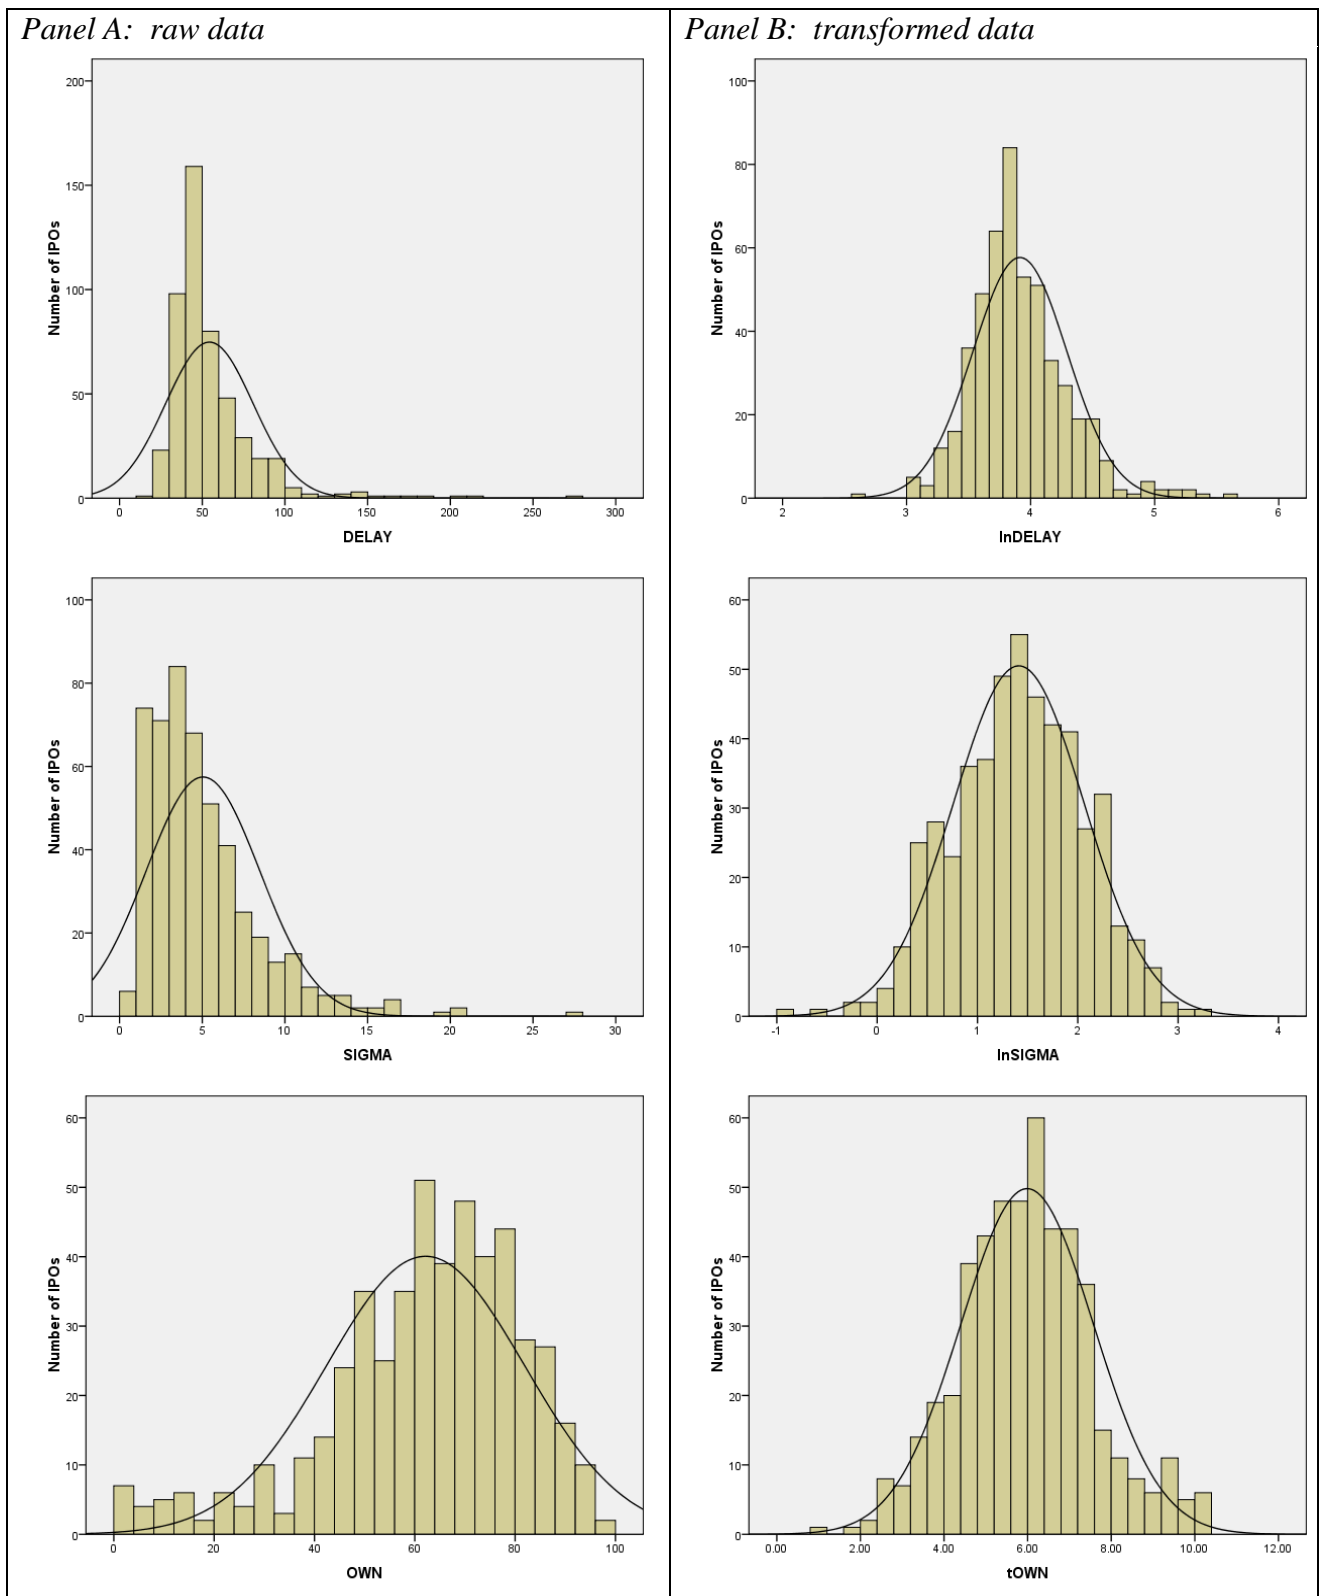 Panel A: raw data
200
150
100
50
0
Number of IPOs
0 50 100 150 200 250 300
DELAY
100
80
60
40
20
0
Number of IPOs
0 5 10 15 20 25 30
SIGMA
60
50
40
30
20
10
0
Number of IPOs
0 20 40 60 80 100
OWN
Panel B: transformed data
100
80
60
40
20
0
Number of IPOs
2 3 4 5 6
lnDELAY
60
50
40
30
20
10
0
Number of IPOs
-1 0 1 2 3 4
lnSIGMA
60
50
40
30
20
10
0
Number of IPOs
0.00 2.00 4.00 6.00 8.00 10.00 12.00
tOWN